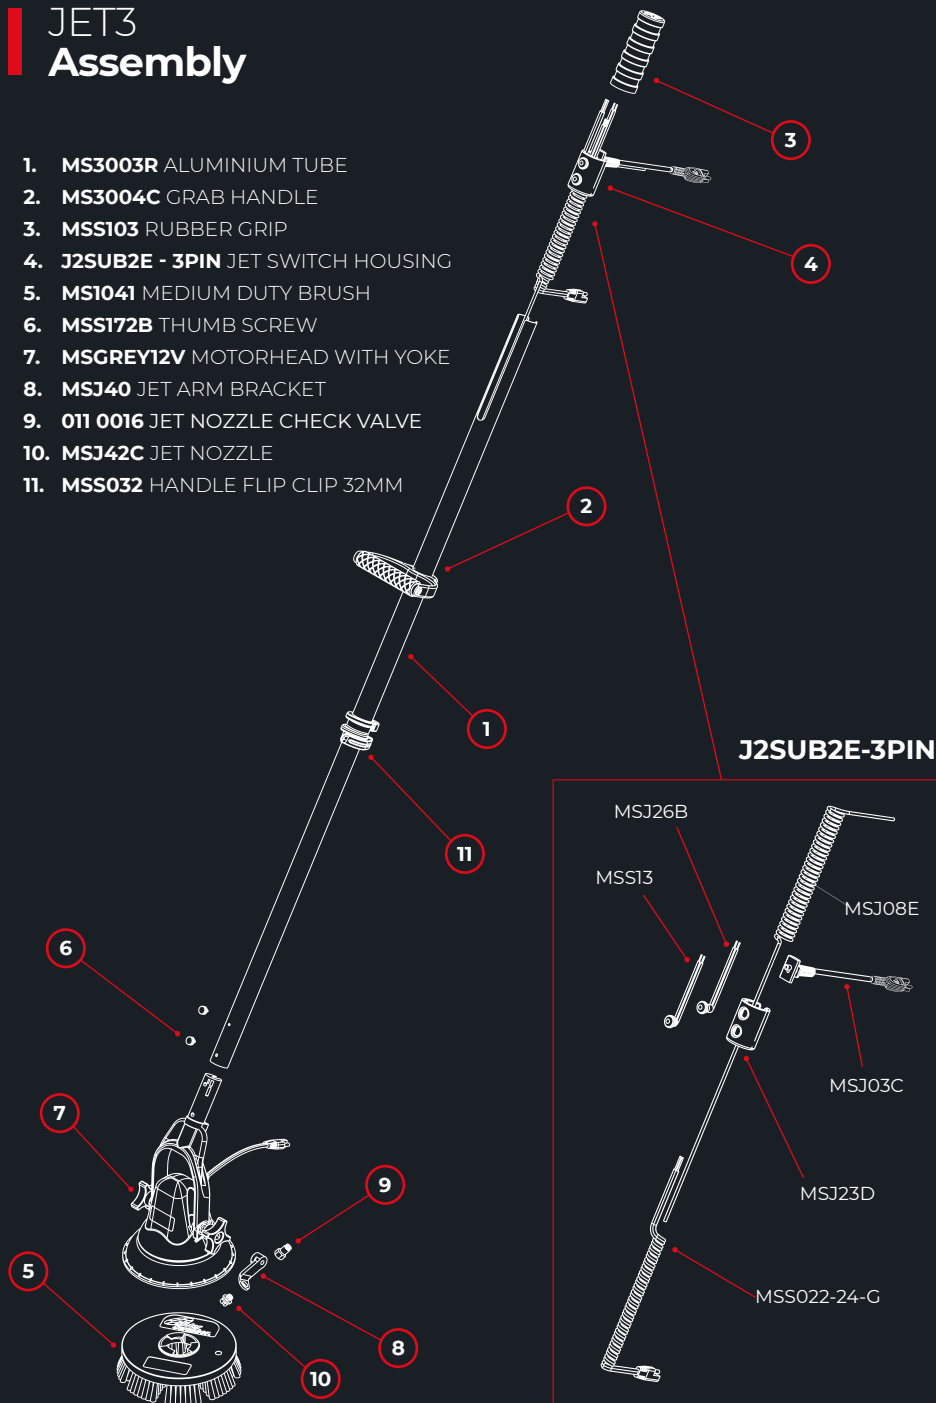 JET3
Assembly
1. MS3003R ALUMINIUM TUBE
2. MS3004C GRAB HANDLE
3. MSS103 RUBBER GRIP
4. J2SUB2E - 3PIN JET SWITCH HOUSING
5. MS1041 MEDIUM DUTY BRUSH
6. MSS172B THUMB SCREW
7. MSGREY12V MOTORHEAD WITH YOKE
8. MSJ40 JET ARM BRACKET
9. 011 0016 JET NOZZLE CHECK VALVE
10. MSJ42C JET NOZZLE
11. MSS032 HANDLE FLIP CLIP 32MM
3
4
2
1
11
6
7
9
5
8
10
J2SUB2E-3PIN
MSJ26B
MSS13
MSJ08E
MSJ03C
MSJ23D
MSS022-24-G